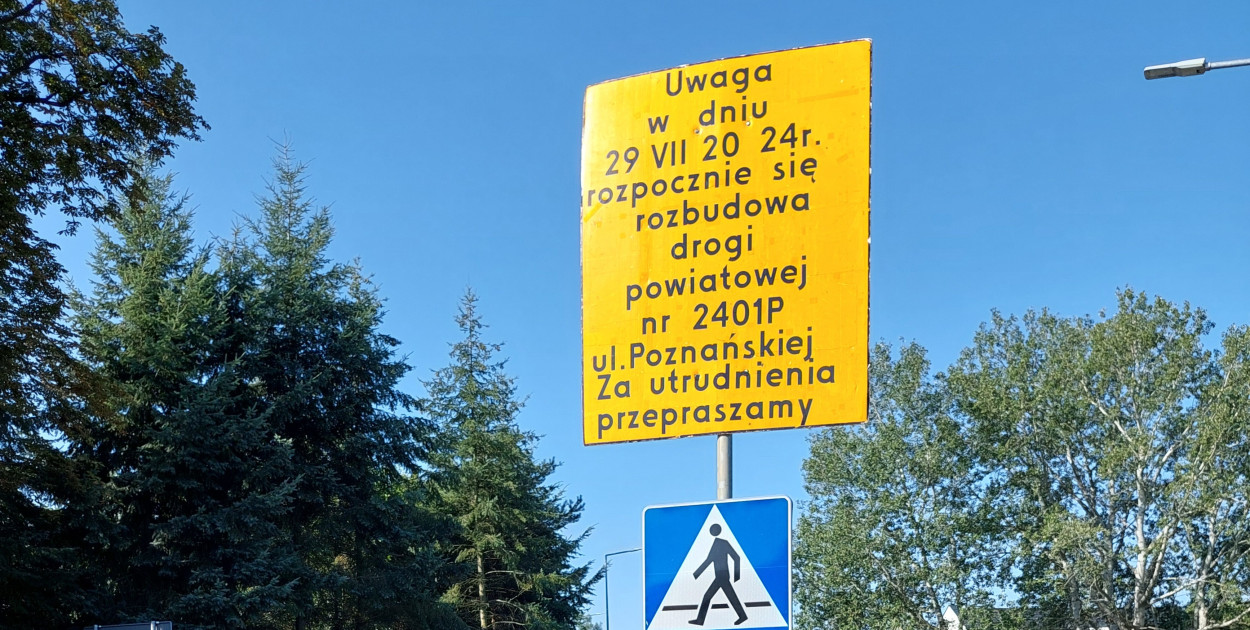 Uwaga
w dniu
29 VII 20 24r.
rozpocznie się
rozbudowa
drogi
powiatowej
nr 2401P
ul.Poznańskiej
Za utrudnienia
przepraszamy